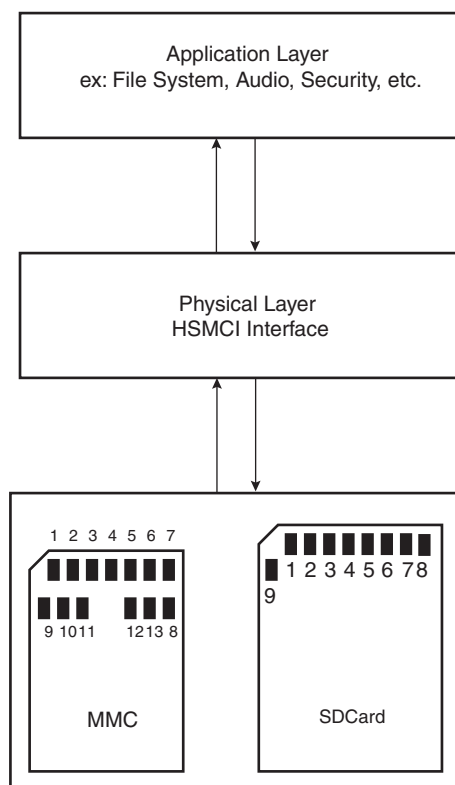 Application Layer
ex: File System, Audio, Security, etc.
Physical Layer
HSMCI Interface
1 2 3 4 5 6 7
9 10 11 12 13 8
MMC
1 2 3 4 5 6 7 8
9
SDCard